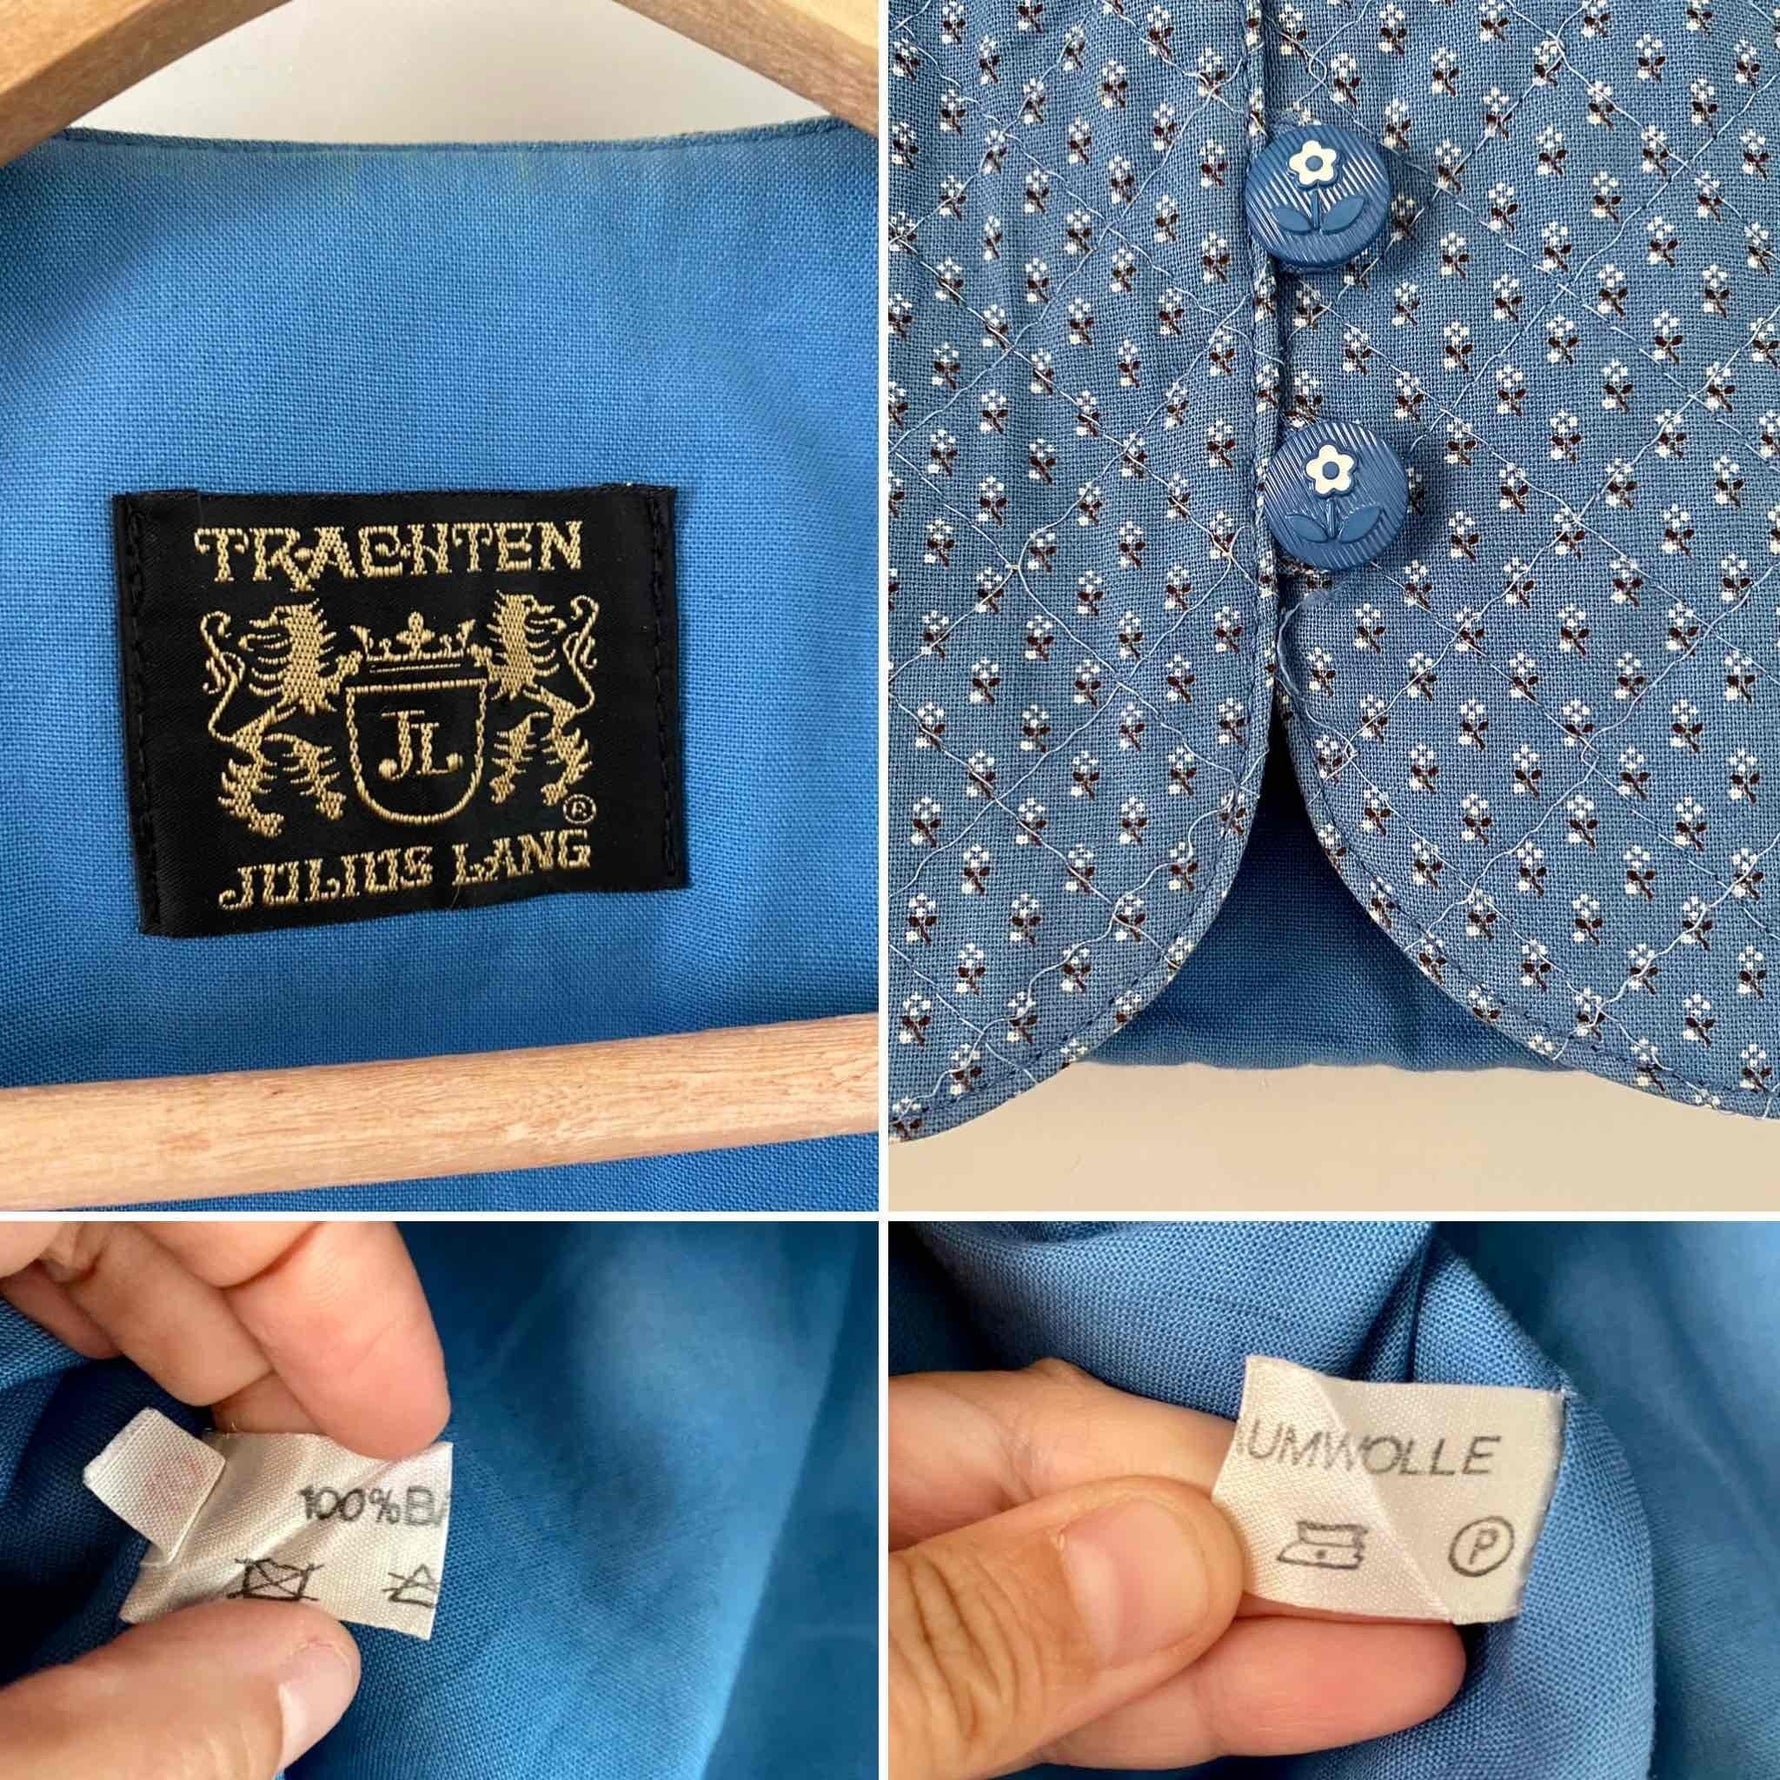 TRACHTEN
JL
®
JULIUS LANG
100%BA
UMWOLLE
P